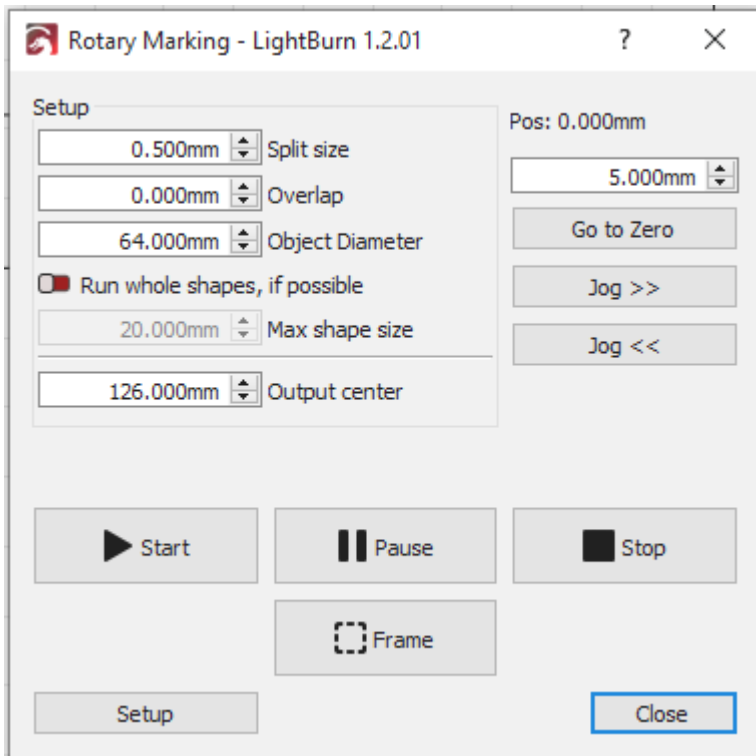 Rotary Marking - LightBurn 1.2.01 ?
Setup
0.500mm Split size
0.000mm Overlap
64.000mm Object Diameter
Run whole shapes, if possible
20.000mm Max shape size
126.000mm Output center
Pos: 0.000mm
5.000mm
Go to Zero
Jog >>
Jog <<
Start
Pause
Stop
Frame
Setup
Close